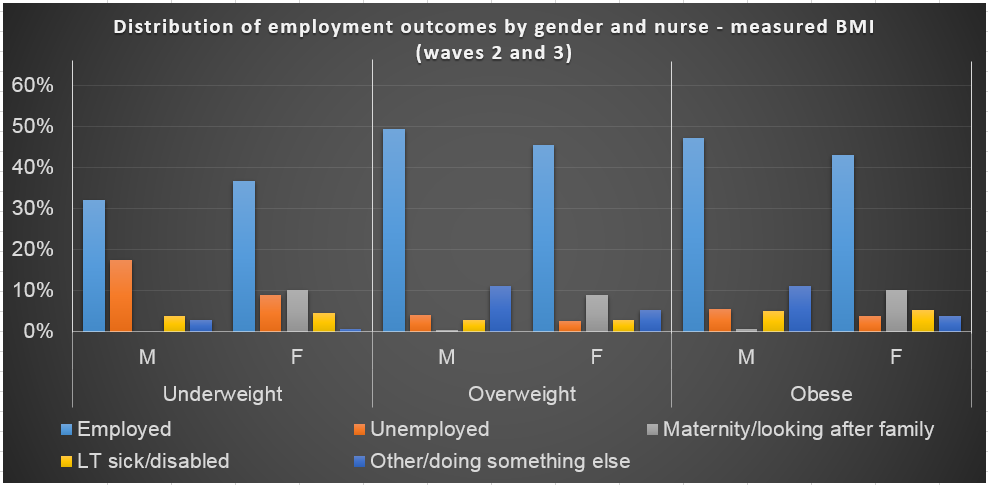 Distribution of employment outcomes by gender and nurse - measured BMI
(waves 2 and 3)
60%
50%
40%
30%
20%
10%
0%
M F M F M F
Underweight Overweight Obese
Employed Unemployed Maternity/looking after family
LT sick/disabled Other/doing something else